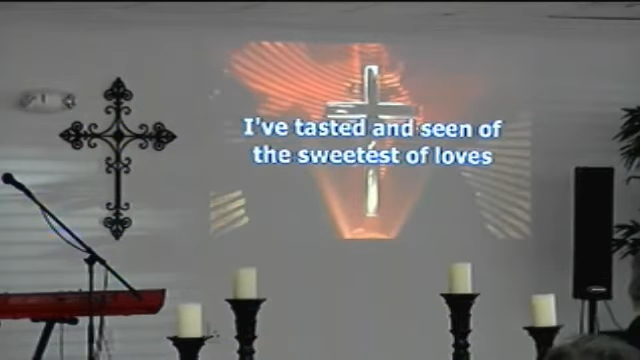 I've tasted and seen of
the sweetest of loves